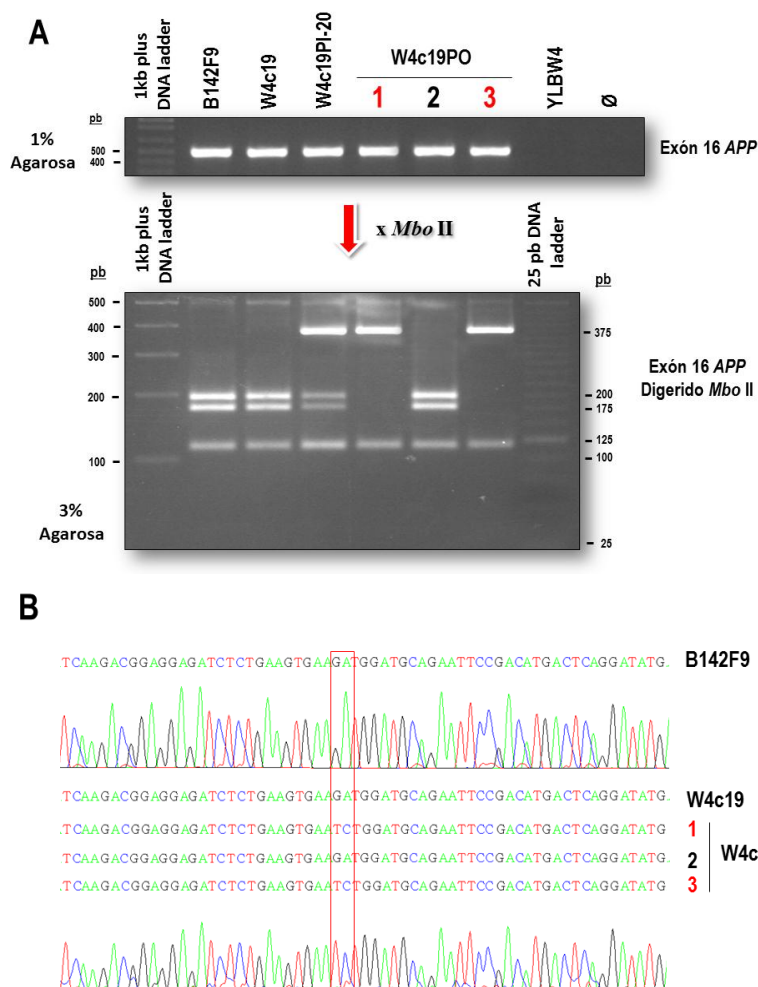 A
1kb plus
DNA ladder
B142F9
W4c19
W4c19PI-20
W4c19PO
1
2
3
YLBW4
Ø
pb
1%
Agarosa
500
400
Exón 16 APP
x Mbo II
1kb plus
DNA ladder
25 pb DNA
ladder
pb
pb
500
400
300
200
100
375
200
175
125
100
25
Exón 16 APP
Digerido Mbo II
3%
Agarosa
B
TCAAGACGGAGGAGATCTCTGAAGTGAAGATGGATGCAGAATTCCGACATGACTCAGGATATG
B142F9
TCAAGACGGAGGAGATCTCTGAAGTGAAGATGGATGCAGAATTCCGACATGACTCAGGATATG
W4c19
TCAAGACGGAGGAGATCTCTGAAGTGAATCTGGATGCAGAATTCCGACATGACTCAGGATATG
1
TCAAGACGGAGGAGATCTCTGAAGTGAAGATGGATGCAGAATTCCGACATGACTCAGGATATG
2
W4c
TCAAGACGGAGGAGATCTCTGAAGTGAATCTGGATGCAGAATTCCGACATGACTCAGGATATG
3